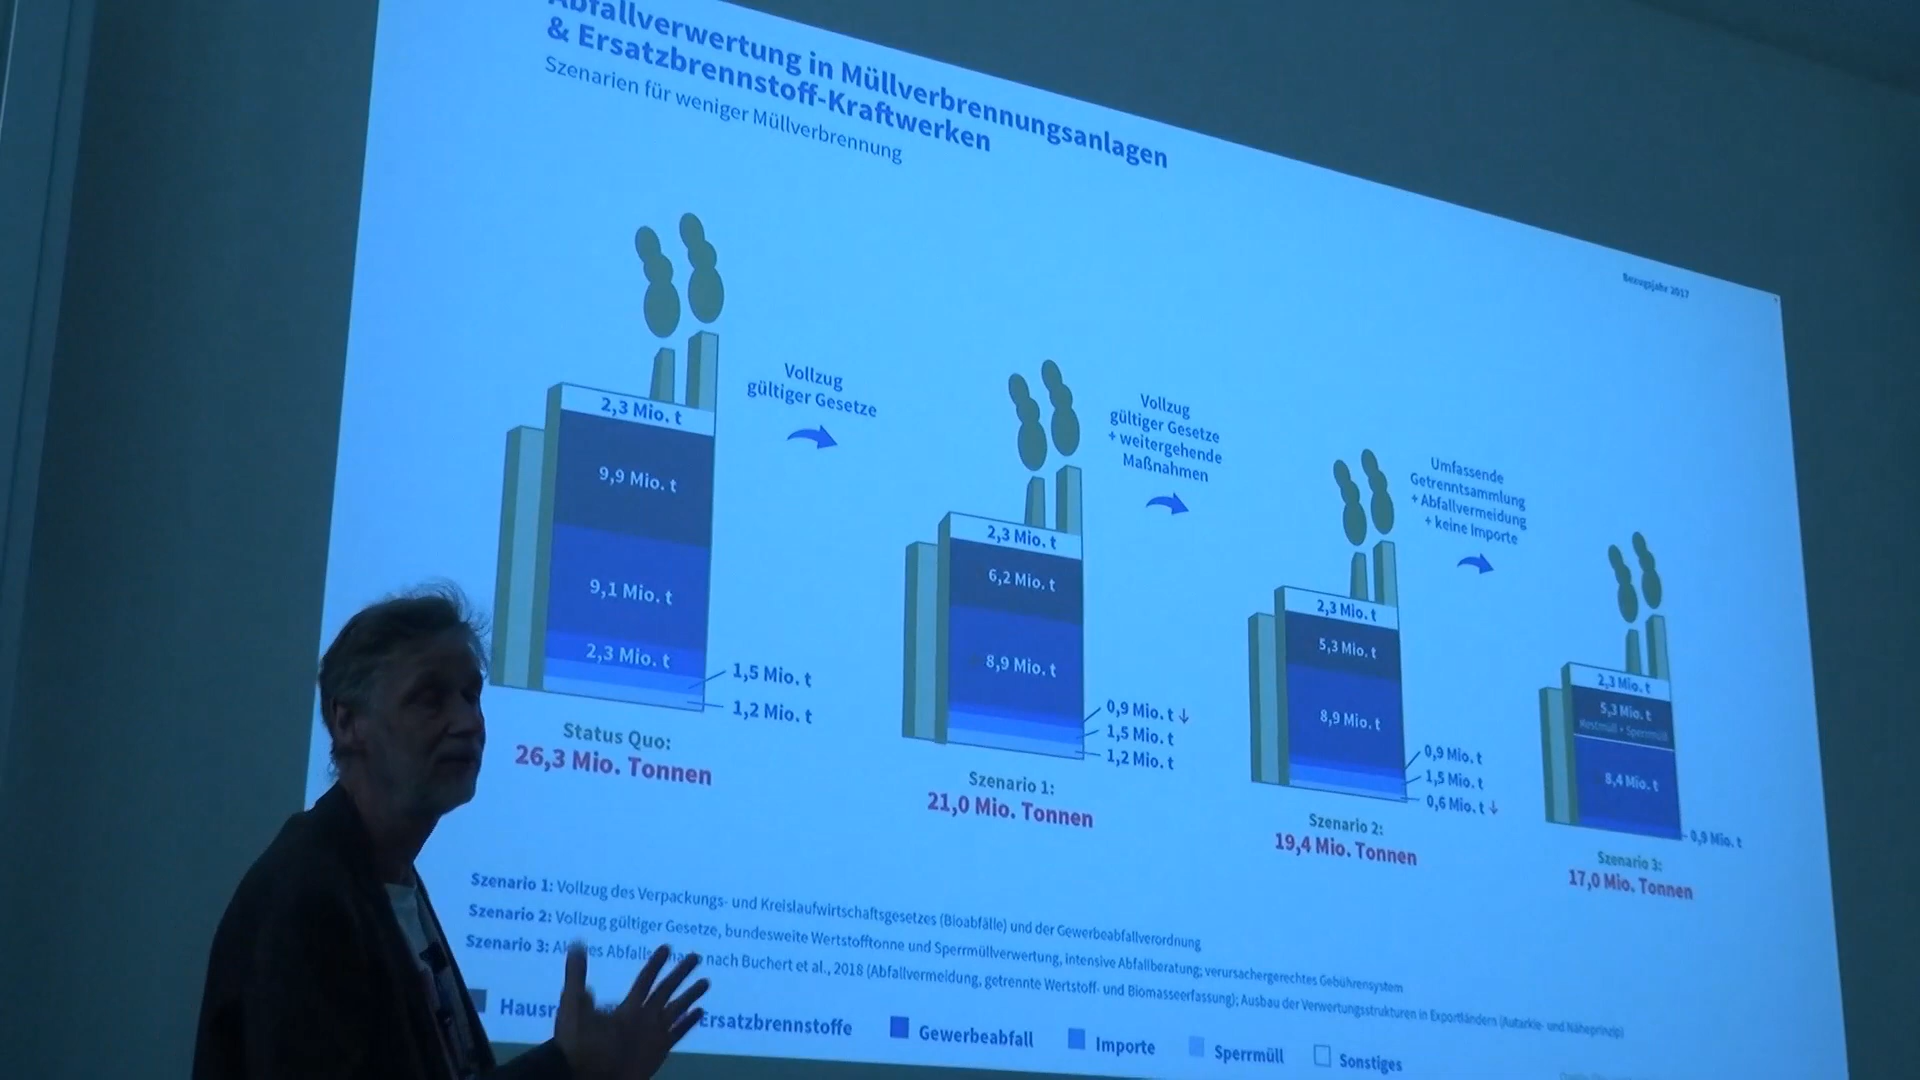 Abfallverwertung in Müllverbrennungsanlagen
& Ersatzbrennstoff-Kraftwerken
Szenarien für weniger Müllverbrennung
Bezugsjahr 2017
2,3 Mio. t
9,9 Mio. t
9,1 Mio. t
2,3 Mio. t
1,5 Mio. t
1,2 Mio. t
Status Quo:
26,3 Mio. Tonnen
Vollzug
gültiger Gesetze
2,3 Mio. t
6,2 Mio. t
8,9 Mio. t
0,9 Mio. t ↓
1,5 Mio. t
1,2 Mio. t
Szenario 1:
21,0 Mio. Tonnen
Vollzug
gültiger Gesetze
+ weitergehende
Maßnahmen
2,3 Mio. t
5,3 Mio. t
8,9 Mio. t
0,9 Mio. t
1,5 Mio. t
0,6 Mio. t ↓
Szenario 2:
19,4 Mio. Tonnen
Umfassende
Getrenntsammlung
+ Abfallvermeidung
+ keine Importe
2,3 Mio. t
5,3 Mio. t
Restmüll + Sperrmüll
8,4 Mio. t
0,9 Mio. t
Szenario 3:
17,0 Mio. Tonnen
Szenario 1: Vollzug des Verpackungs- und Kreislaufwirtschaftsgesetzes (Bioabfälle) und der Gewerbeabfallverordnung
Szenario 2: Vollzug gültiger Gesetze, bundesweite Wertstofftonne und Sperrmüllverwertung, intensive Abfallberatung; verursachergerechtes Gebührensystem
Szenario 3: nach Buchert et al., 2018 (Abfallvermeidung, getrennte Wertstoff- und Biomasseerfassung); Ausbau der Verwertungsstrukturen in Exportländern (Autarkie- und Näheprinzip)
Ersatzbrennstoffe
Gewerbeabfall
Importe
Sperrmüll
Sonstiges